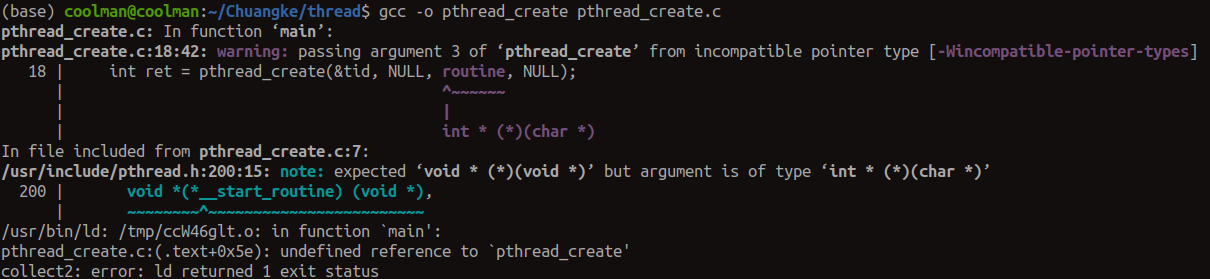 (base) coolman@coolman:~/Chuangke/thread$ gcc -o pthread_create pthread_create.c
pthread_create.c: In function ‘main’:
pthread_create.c:18:42: warning: passing argument 3 of ‘pthread_create’ from incompatible pointer type [-Wincompatible-pointer-types]
   18 |     int ret = pthread_create(&tid, NULL, routine, NULL);
      |                                          ^~~~~~~
      |                                          |
      |                                          int * (*)(char *)
In file included from pthread_create.c:7:
/usr/include/pthread.h:200:15: note: expected ‘void * (*)(void *)’ but argument is of type ‘int * (*)(char *)’
  200 |       void *(*__start_routine) (void *),
      |       ~~~~~~~~^~~~~~~~~~~~~~~~~~~~~~~~~
/usr/bin/ld: /tmp/ccW46glt.o: in function `main':
pthread_create.c:(.text+0x5e): undefined reference to `pthread_create'
collect2: error: ld returned 1 exit status